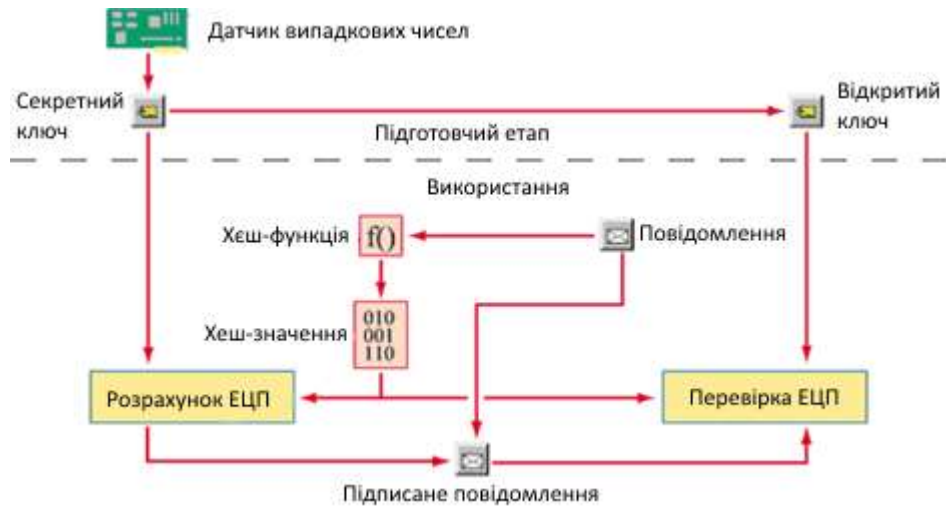 Датчик випадкових чисел
Секретний
ключ
Відкритий
ключ
Підготовчий етап
Використання
Хєш-функція
f()
Повідомлення
Хеш-значення
010
001
110
Розрахунок ЕЦП
Перевірка ЕЦП
Підписане повідомлення